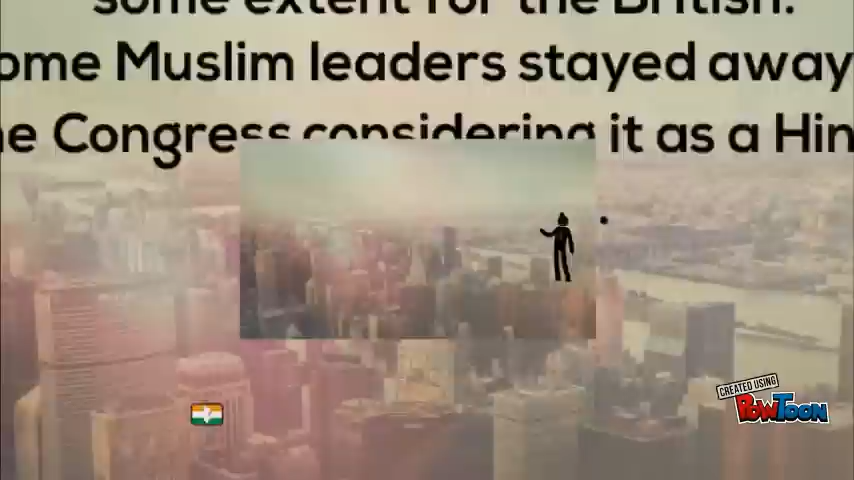 some extent for the British.
ome Muslim leaders stayed away
e Congress considering it as a Hin
CREATED USING
POWTOON